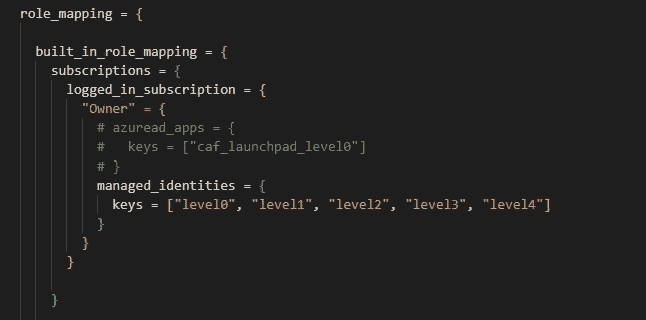 role_mapping = {
built_in_role_mapping = {
subscriptions = {
logged_in_subscription = {
"Owner" = {
# azuread_apps = {
#   keys = ["caf_launchpad_level0"]
# }
managed_identities = {
keys = ["level0", "level1", "level2", "level3", "level4"]
}
}
}
}